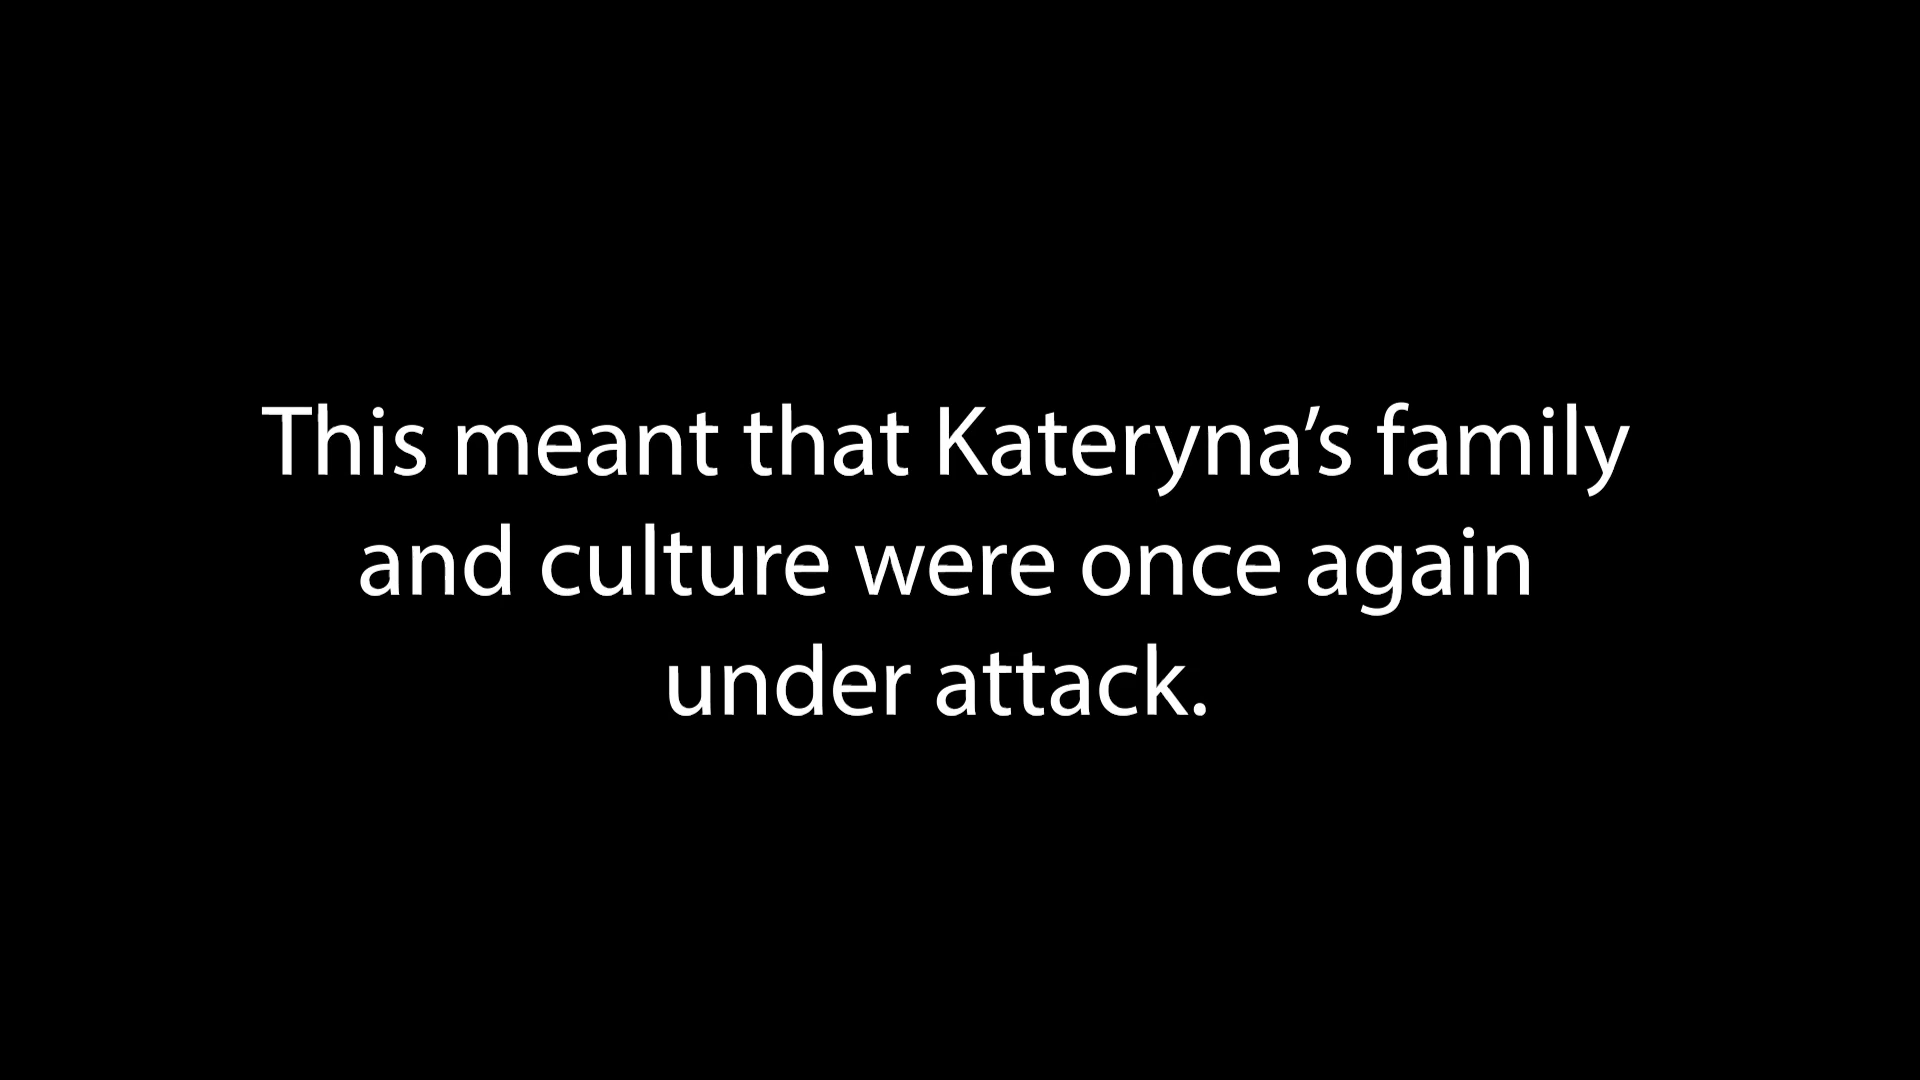 This meant that Kateryna’s family
and culture were once again
under attack.